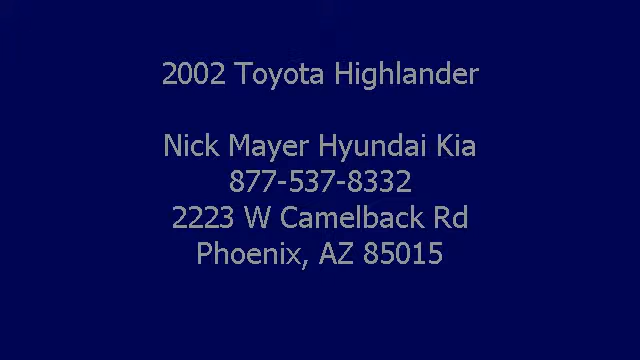 2002 Toyota Highlander
Nick Mayer Hyundai Kia
877-537-8332
2223 W Camelback Rd
Phoenix, AZ 85015